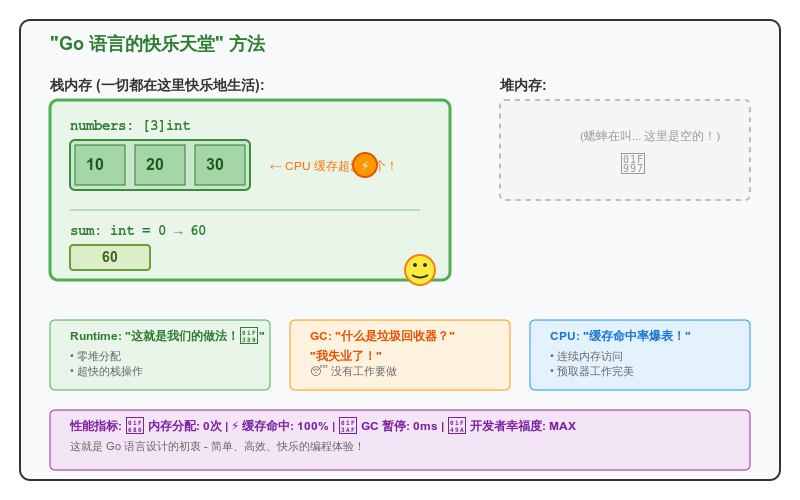 "Go 语言的快乐天堂" 方法
栈内存 (一切都在这里快乐地生活):
堆内存:
numbers: [3]int
10 20 30
← CPU 缓存超 个！
(蟋蟀在叫... 这里是空的！)
sum: int = 0 → 60
60
Runtime: "这就是我们的做法！"
• 零堆分配
• 超快的栈操作
GC: "什么是垃圾回收器？"
"我失业了！"
😴 没有工作要做
CPU: "缓存命中率爆表！"
• 连续内存访问
• 预取器工作完美
性能指标: 内存分配: 0次 | ⚡ 缓存命中: 100% | GC 暂停: 0ms | 开发者幸福度: MAX
这就是 Go 语言设计的初衷 - 简单、高效、快乐的编程体验！